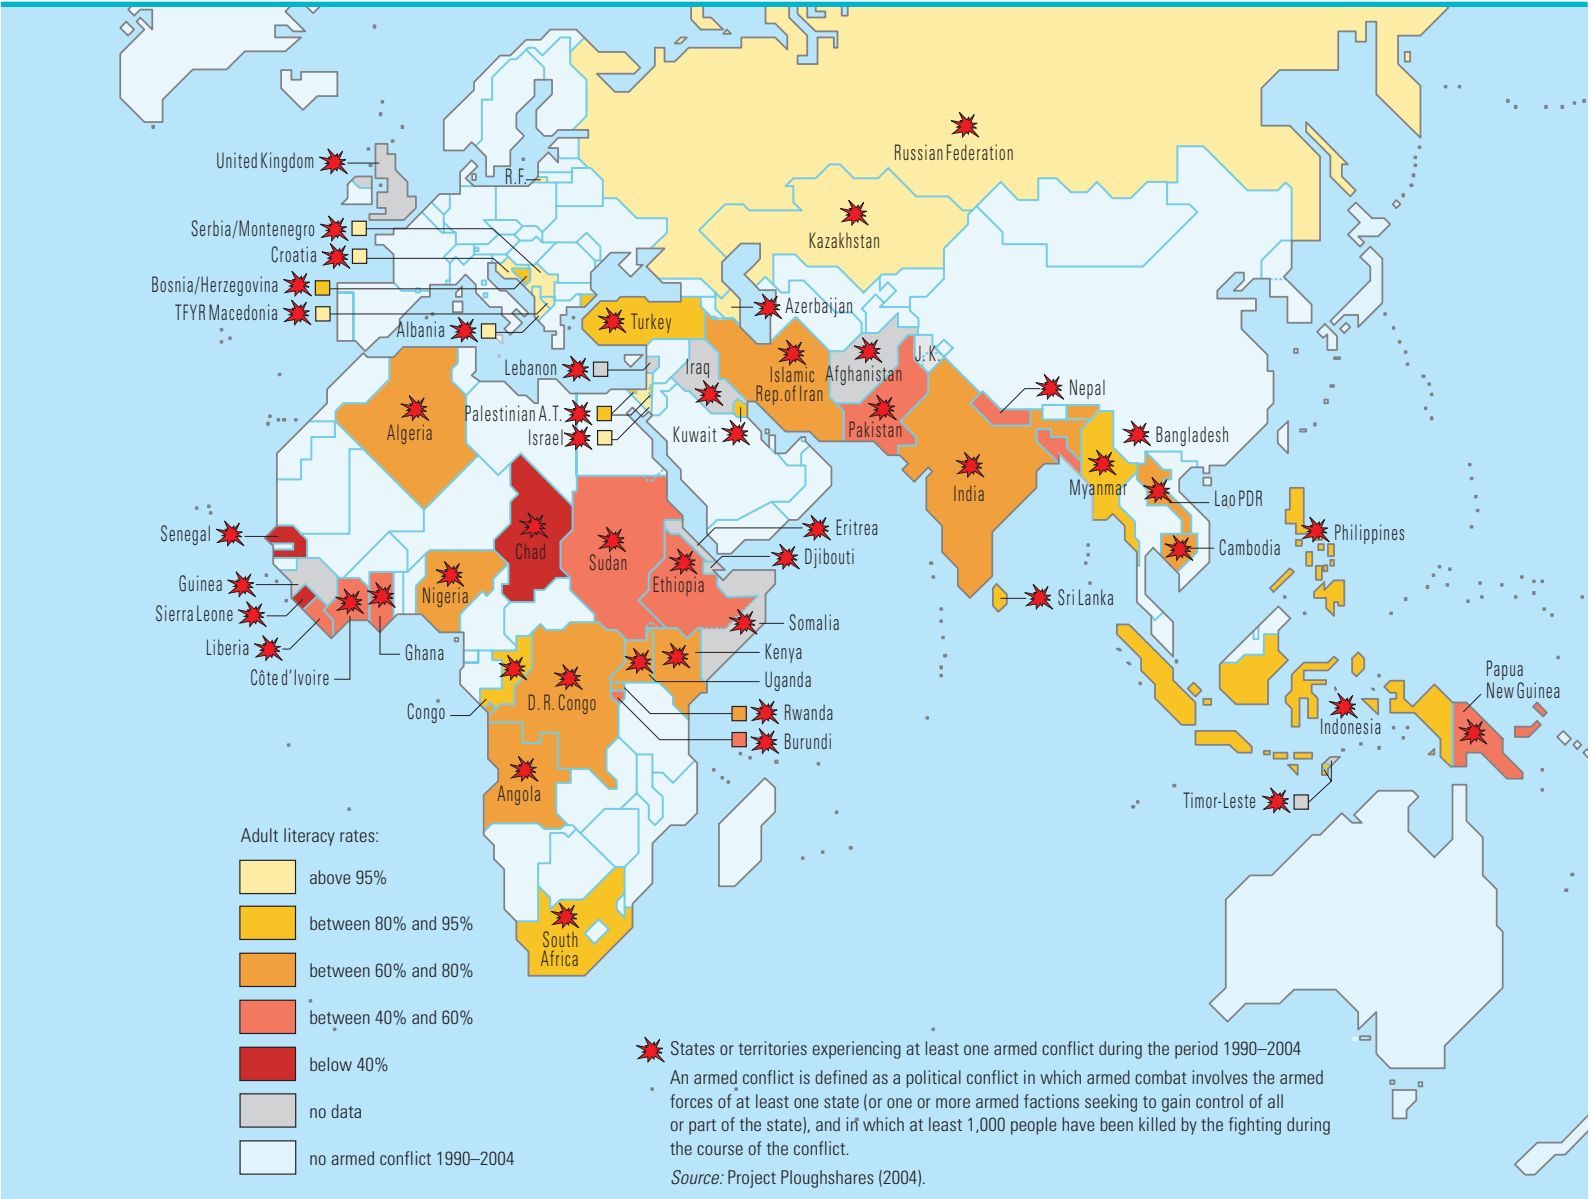 Russian Federation
United Kingdom
R.F.
Serbia/Montenegro
Kazakhstan
Croatia
Bosnia/Herzegovina
TFYR Macedonia
Azerbaijan
Albania
Turkey
J.K.
Lebanon
Iraq
Islamic
Rep.of Iran
Afghanistan
Nepal
Palestinian A.T.
Algeria
Israel
Kuwait
Pakistan
Bangladesh
India
Myanmar
Lao PDR
Senegal
Chad
Eritrea
Philippines
Sudan
Djibouti
Cambodia
Guinea
Ethiopia
Nigeria
Sierra Leone
Sri Lanka
Somalia
Liberia
Ghana
Kenya
Côte d'Ivoire
Uganda
Papua
New Guinea
D.R. Congo
Congo
Rwanda
Indonesia
Burundi
Angola
Timor-Leste
South
Africa
Adult literacy rates:
above 95%
between 80% and 95%
between 60% and 80%
between 40% and 60%
below 40%
no data
no armed conflict 1990–2004
States or territories experiencing at least one armed conflict during the period 1990–2004
An armed conflict is defined as a political conflict in which armed combat involves the armed
forces of at least one state (or one or more armed factions seeking to gain control of all
or part of the state), and in which at least 1,000 people have been killed by the fighting during
the course of the conflict.
Source: Project Ploughshares (2004).